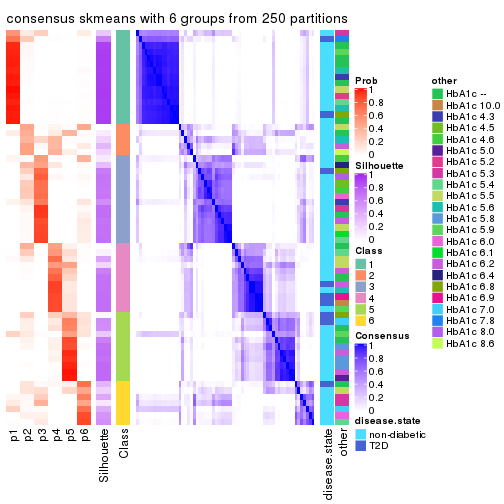 consensus skmeans with 6 groups from 250 partitions
Prob
1
0.8
0.6
0.4
0.2
0
Silhouette
1
0.8
0.6
0.4
0.2
0
Class
1
2
3
4
5
6
Consensus
1
0.8
0.6
0.4
0.2
0
disease.state
non-diabetic
T2D
other
HbA1c --
HbA1c 10.0
HbA1c 4.3
HbA1c 4.5
HbA1c 4.6
HbA1c 5.0
HbA1c 5.2
HbA1c 5.3
HbA1c 5.4
HbA1c 5.5
HbA1c 5.6
HbA1c 5.8
HbA1c 5.9
HbA1c 6.0
HbA1c 6.1
HbA1c 6.2
HbA1c 6.4
HbA1c 6.8
HbA1c 6.9
HbA1c 7.0
HbA1c 7.8
HbA1c 8.0
HbA1c 8.6
p1
p2
p3
p4
p5
p6
Silhouette
Class
disease.state
other